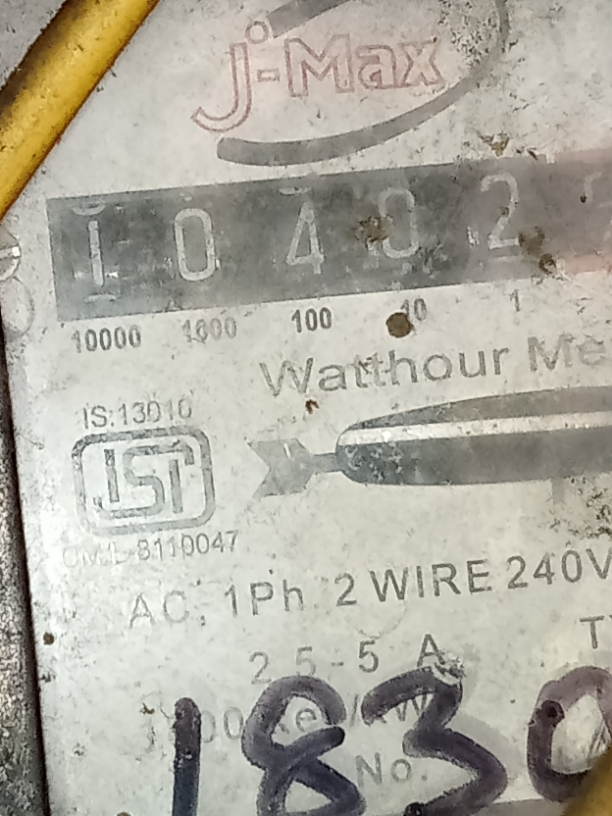 j-Max
1 0 4 0 2
10000 1000 100 10 1
Watthour Me
IS:13010
ISI
CM/L-8110047
AC, 1Ph. 2 WIRE 240V
2.5-5 A
No.
1830